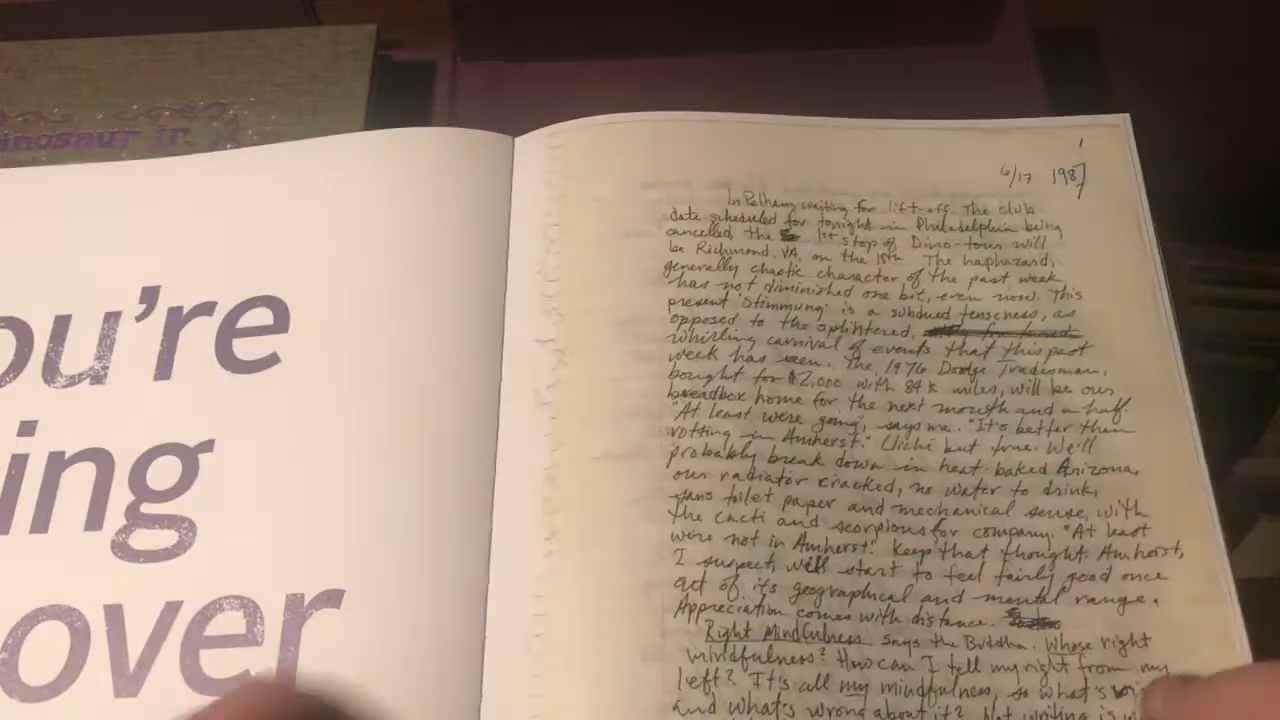 inosaur jr.
ou're
ing
over
1
6/17 1987
In Pelham, waiting for lift-off. The club
date scheduled for tonight in Philadelphia being
cancelled, the 1st stop of Dino-tour will
be Richmond, VA, on the 18th. The haphazard,
generally chaotic character of the past week
has not diminished one bit, even now. This
present 'Stimmung' is a subdued tenseness, as
opposed to the splintered,
whirling carnival of events that this past
week has seen. The 1976 Dodge Tradesman,
bought for $2,000 with 84k miles, will be our
breadbox home for the next month and a half.
"At least we're going", says me. "It's better than
rotting in Amherst." Cliché but true. We'll
probably break down in heat-baked Arizona,
our radiator cracked, no water to drink,
sans toilet paper and mechanical sense, with
the cacti and scorpions for company. "At least
we're not in Amherst." Keep that thought. Amherst,
I suspect, will start to feel fairly good once
out of its geographical and mental range.
Appreciation comes with distance.
Right Mindfulness says the Buddha. Whose right
mindfulness? How can I tell my right from my
left? It's all my mindfulness, so what's
and what's wrong about it? Not writing is